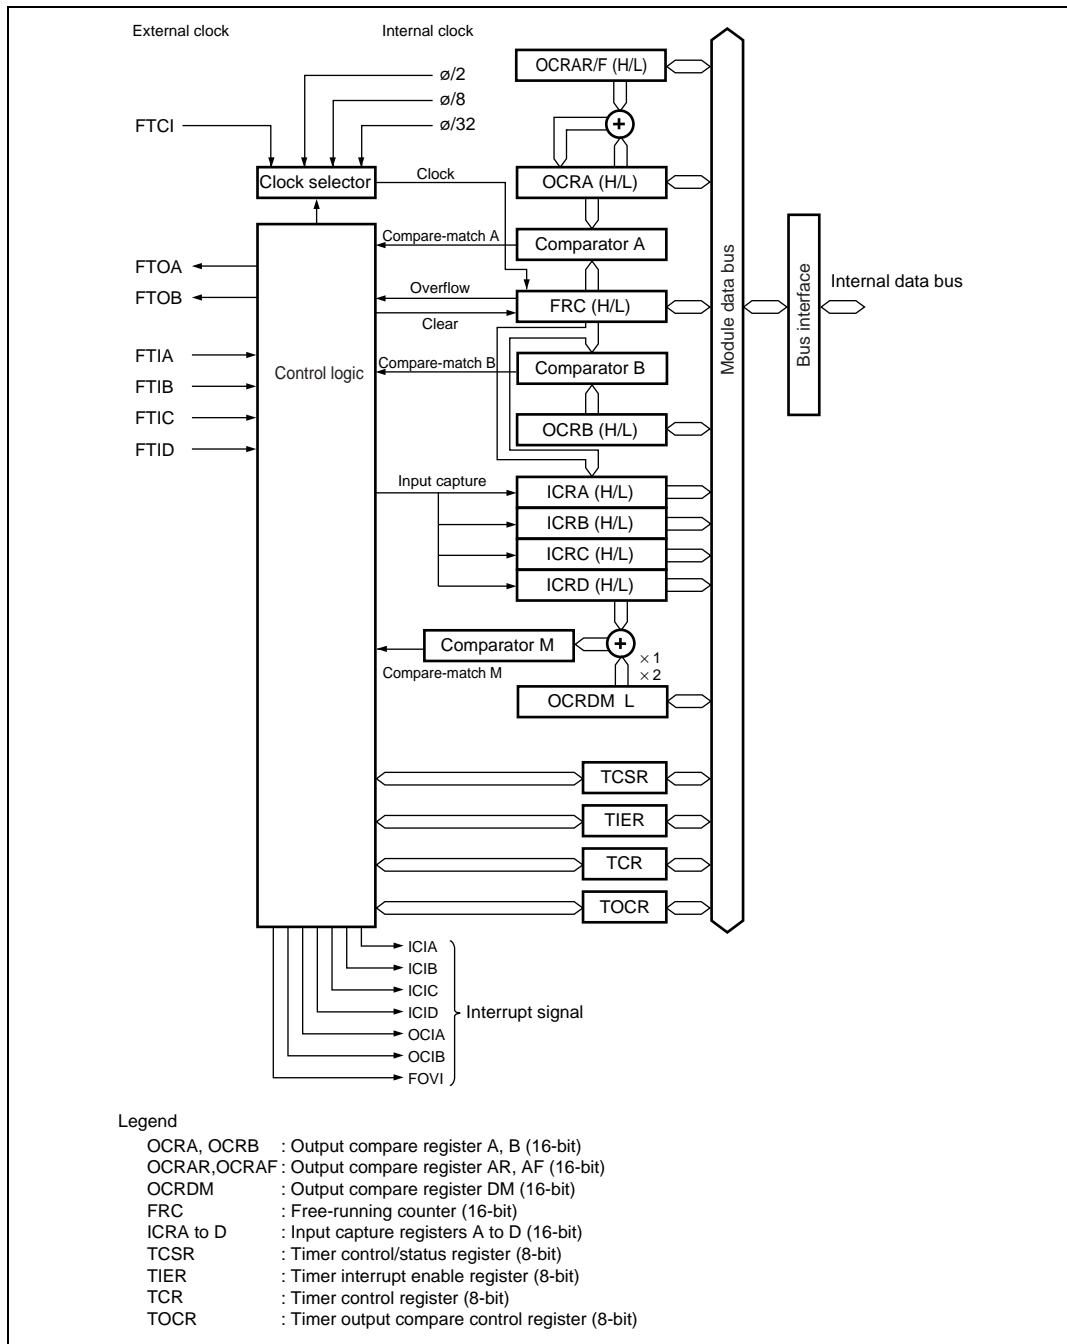 External clock
Internal clock
ø/2
ø/8
ø/32
FTCI
Clock selector
Clock
OCRAR/F (H/L)
+
OCRA (H/L)
Compare-match A
Comparator A
FTOA
FTOB
Overflow
FRC (H/L)
Clear
FTIA
FTIB
FTIC
FTID
Control logic
Compare-match B
Comparator B
OCRB (H/L)
Input capture
ICRA (H/L)
ICRB (H/L)
ICRC (H/L)
ICRD (H/L)
+
Comparator M
Compare-match M
× 1
× 2
OCRDM L
TCSR
TIER
TCR
TOCR
Module data bus
Bus interface
Internal data bus
ICIA
ICIB
ICIC
ICID
OCIA
OCIB
FOVI
Interrupt signal
Legend
OCRA, OCRB : Output compare register A, B (16-bit)
OCRAR,OCRAF : Output compare register AR, AF (16-bit)
OCRDM : Output compare register DM (16-bit)
FRC : Free-running counter (16-bit)
ICRA to D : Input capture registers A to D (16-bit)
TCSR : Timer control/status register (8-bit)
TIER : Timer interrupt enable register (8-bit)
TCR : Timer control register (8-bit)
TOCR : Timer output compare control register (8-bit)